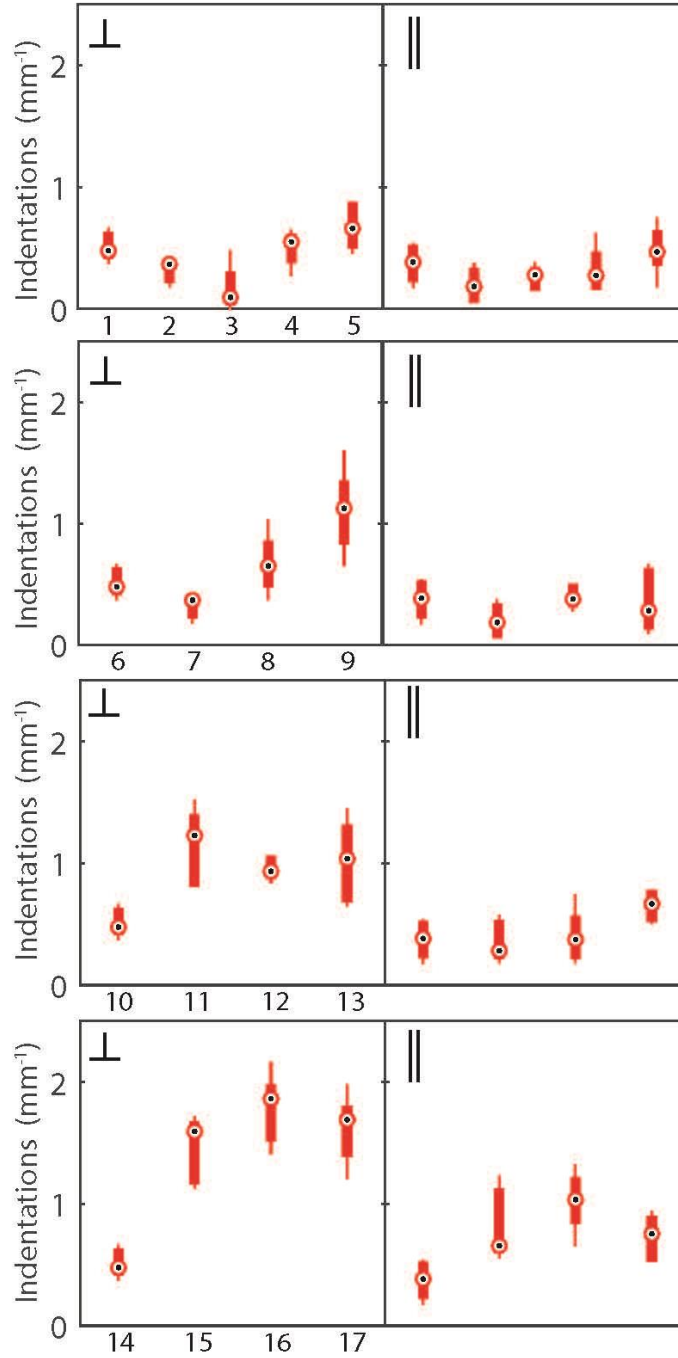 ⊥ ||
Indentations (mm⁻¹)
2
1
0
1 2 3 4 5
⊥ ||
Indentations (mm⁻¹)
2
1
0
6 7 8 9
⊥ ||
Indentations (mm⁻¹)
2
1
0
10 11 12 13
⊥ ||
Indentations (mm⁻¹)
2
1
0
14 15 16 17